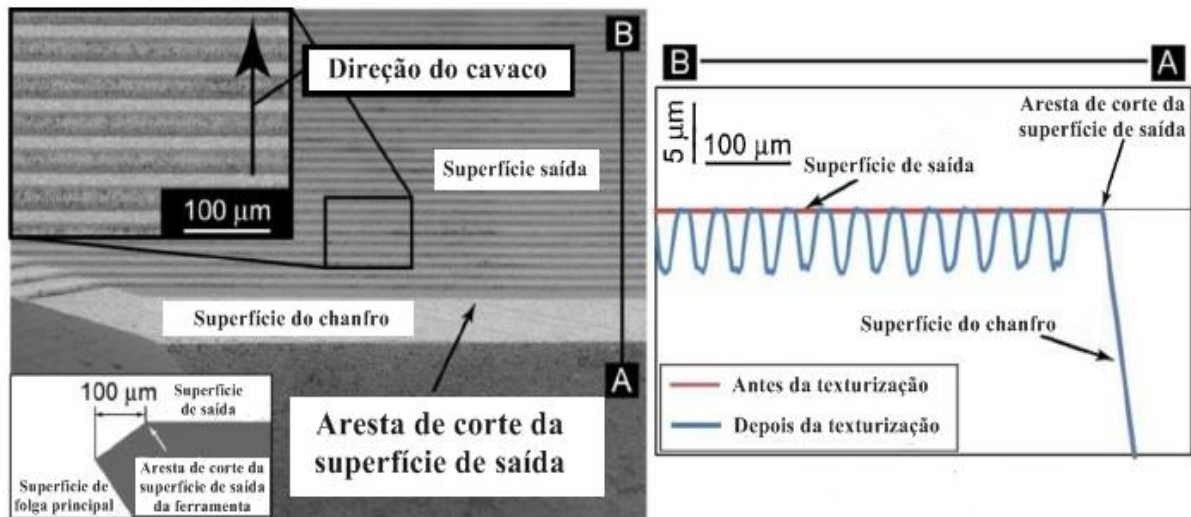 Direção do cavaco
100 µm
B
Superfície saída
Superfície do chanfro
A
100 µm
Superfície
de saída
Superfície de
folga principal
Aresta de corte da
superfície de saída
da ferramenta
Aresta de corte da
superfície de saída
B
A
5 µm
100 µm
Aresta de corte da
superfície de saída
Superfície de saída
Superfície do chanfro
Antes da texturização
Depois da texturização